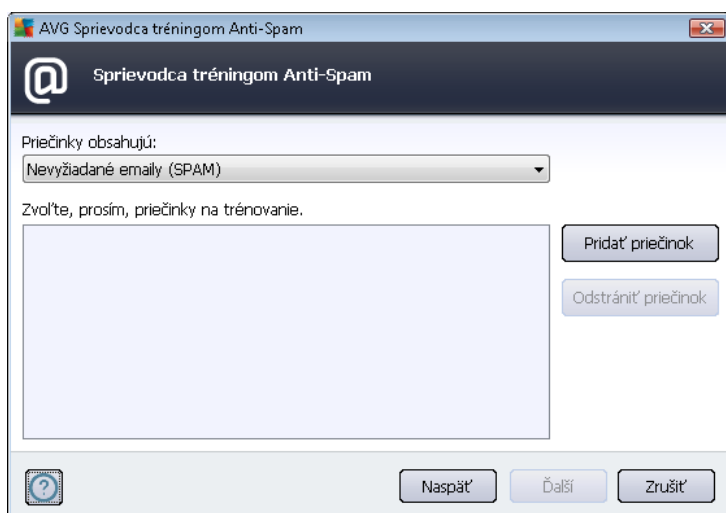 AVG Sprievodca tréningom Anti-Spam
Sprievodca tréningom Anti-Spam
Priečinky obsahujú:
Nevyžiadané emaily (SPAM)
Zvoľte, prosím, priečinky na trénovanie.
Pridať priečinok
Odstrániť priečinok
Naspäť
Ďalší
Zrušiť